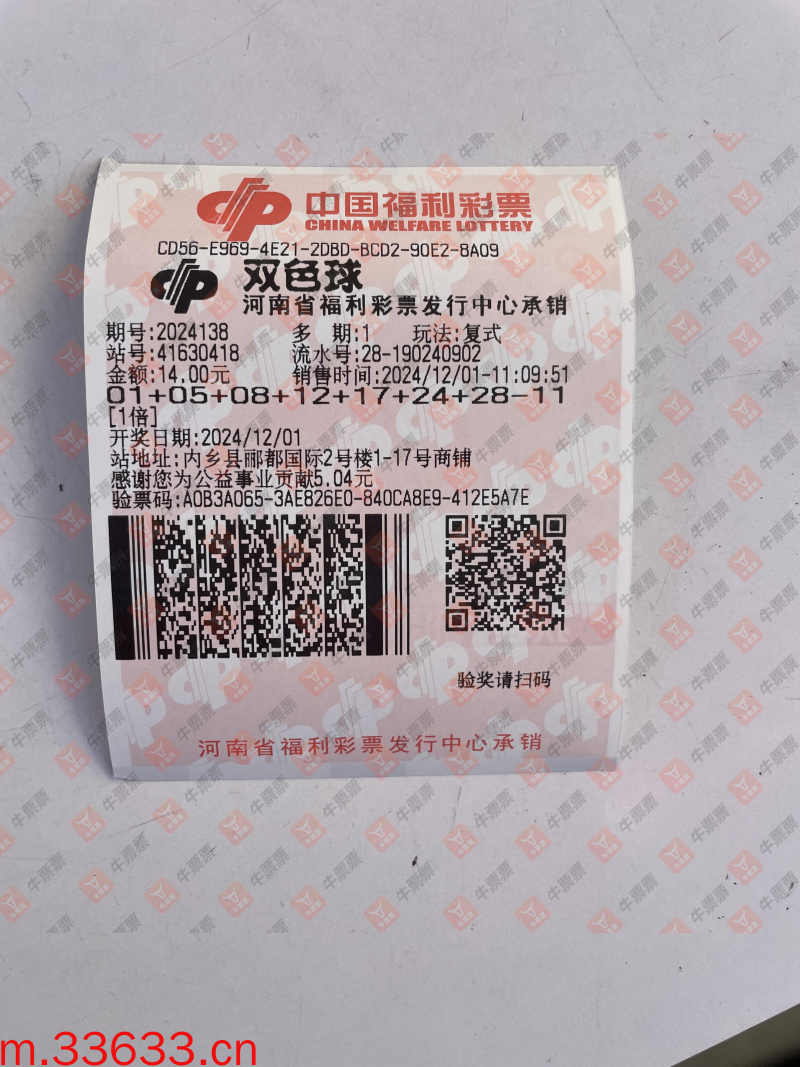 中国福利彩票
CHINA WELFARE LOTTERY
CD56-E969-4E21-2DBD-BCD2-90E2-8A09
双色球
河南省福利彩票发行中心承销
期号:2024138 多 期:1 玩法:复式
站号:41630418 流水号:28-190240902
金额:14.00元 销售时间:2024/12/01-11:09:51
01+05+08+12+17+24+28-11
[1倍]
开奖日期:2024/12/01
站地址:内乡县郦都国际2号楼1-17号商铺
感谢您为公益事业贡献5.04元
验票码:A0B3A065-3AE826E0-840CA8E9-412E5A7E
验奖请扫码
河南省福利彩票发行中心承销
牛票票
m.33633.cn